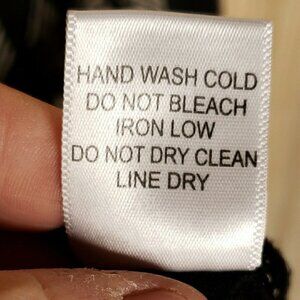 HAND WASH COLD
DO NOT BLEACH
IRON LOW
DO NOT DRY CLEAN
LINE DRY